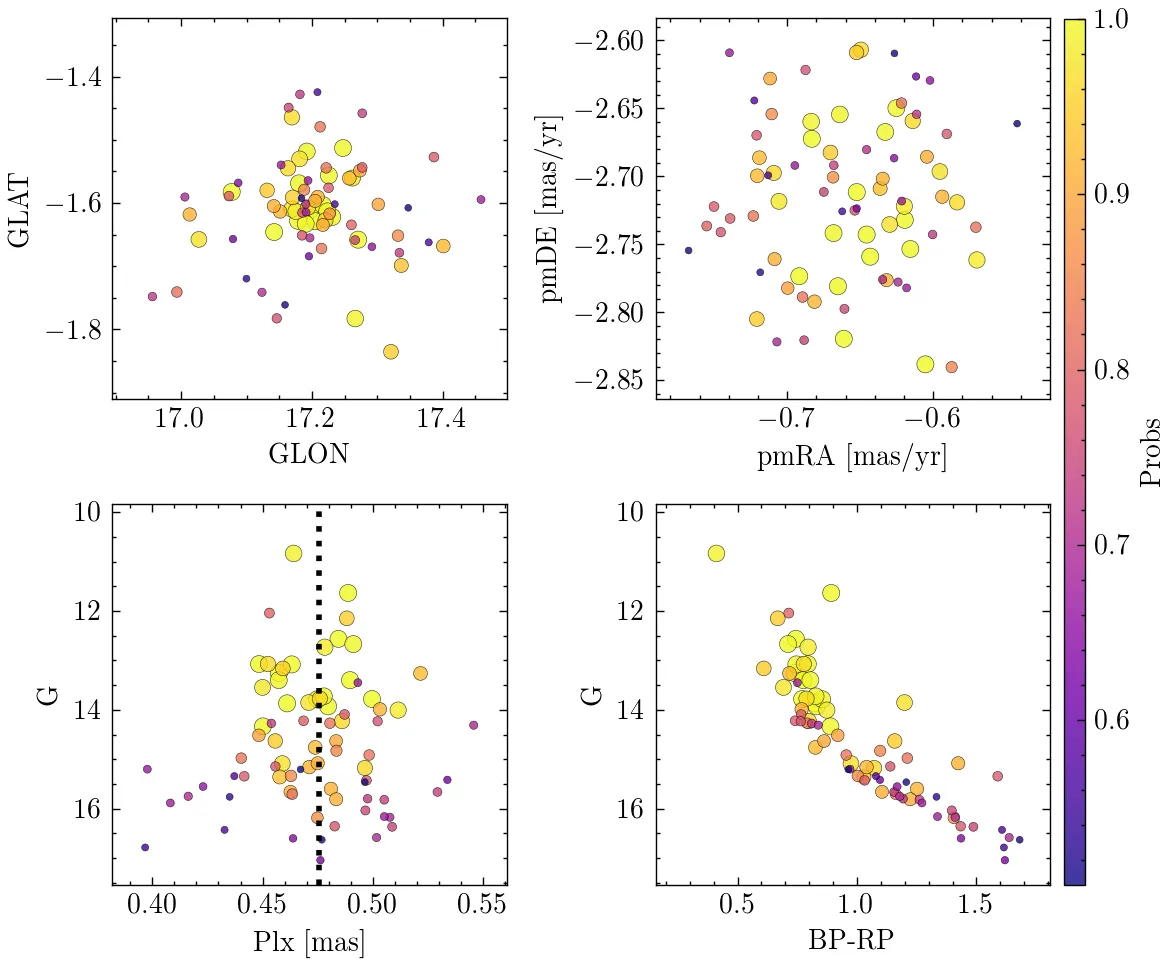 −1.4
−1.6
−1.8
GLAT
17.0 17.2 17.4
GLON
−2.60
−2.65
−2.70
−2.75
−2.80
−2.85
pmDE [mas/yr]
−0.7 −0.6
pmRA [mas/yr]
10
12
14
16
G
0.40 0.45 0.50 0.55
Plx [mas]
10
12
14
16
G
0.5 1.0 1.5
BP-RP
1.0
0.9
0.8
0.7
0.6
Probs